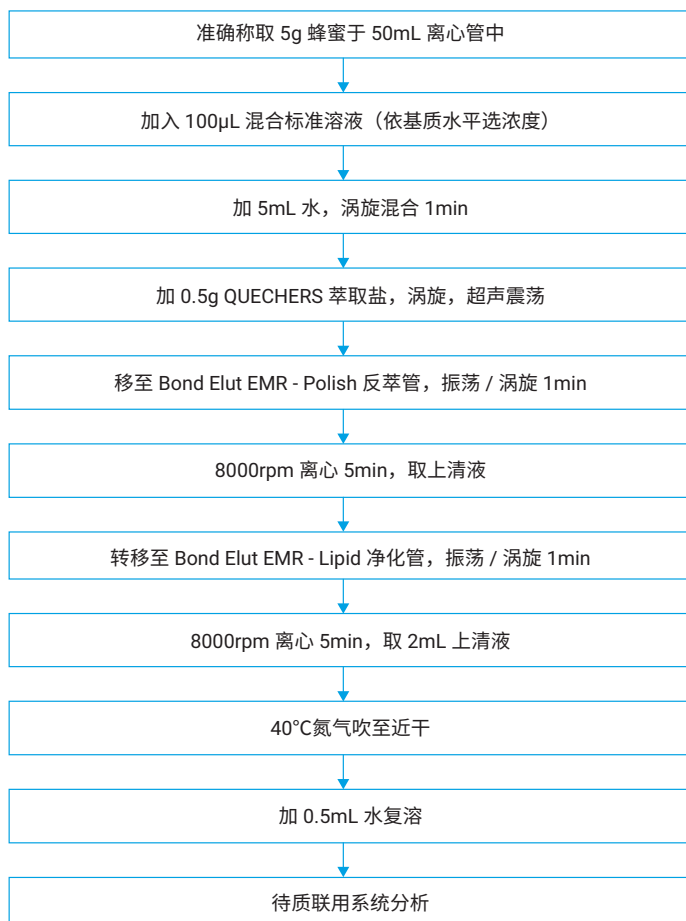 准确称取 5g 蜂蜜于 50mL 离心管中
加入 100μL 混合标准溶液（依基质水平选浓度）
加 5mL 水，涡旋混合 1min
加 0.5g QUECHERS 萃取盐，涡旋，超声震荡
移至 Bond Elut EMR - Polish 反萃管，振荡 / 涡旋 1min
8000rpm 离心 5min，取上清液
转移至 Bond Elut EMR - Lipid 净化管，振荡 / 涡旋 1min
8000rpm 离心 5min，取 2mL 上清液
40°C氮气吹至近干
加 0.5mL 水复溶
待质联用系统分析